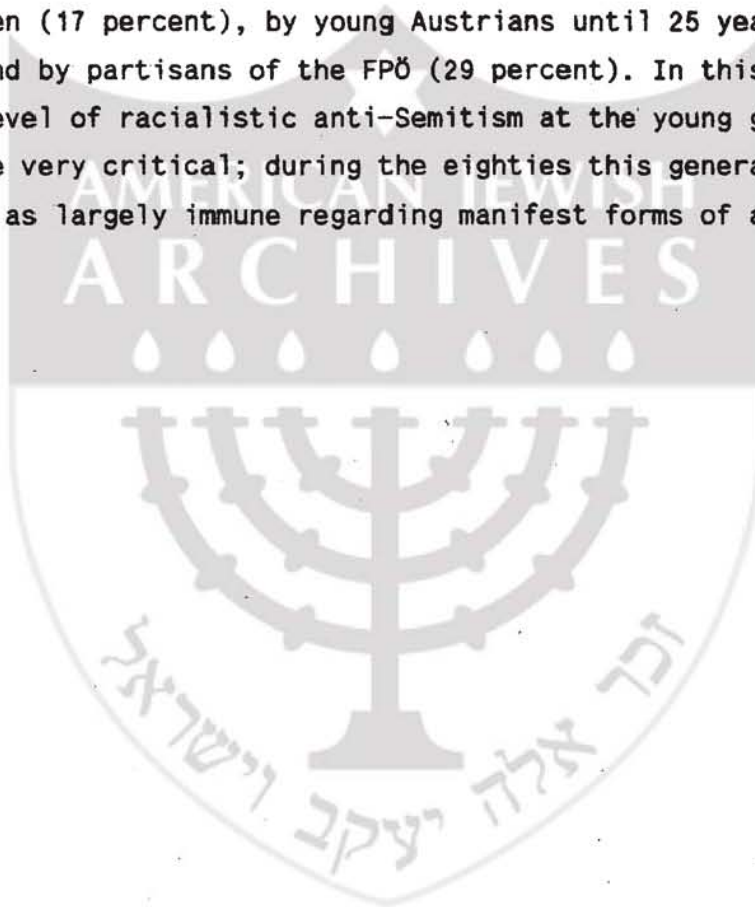 en (17 percent), by young Austrians until 25 yea
nd by partisans of the FPÖ (29 percent). In this
evel of racialistic anti-Semitism at the young g
e very critical; during the eighties this genera
as largely immune regarding manifest forms of a
AMERICAN JEWISH
ARCHIVES
זכר אלה יעקב וישראל